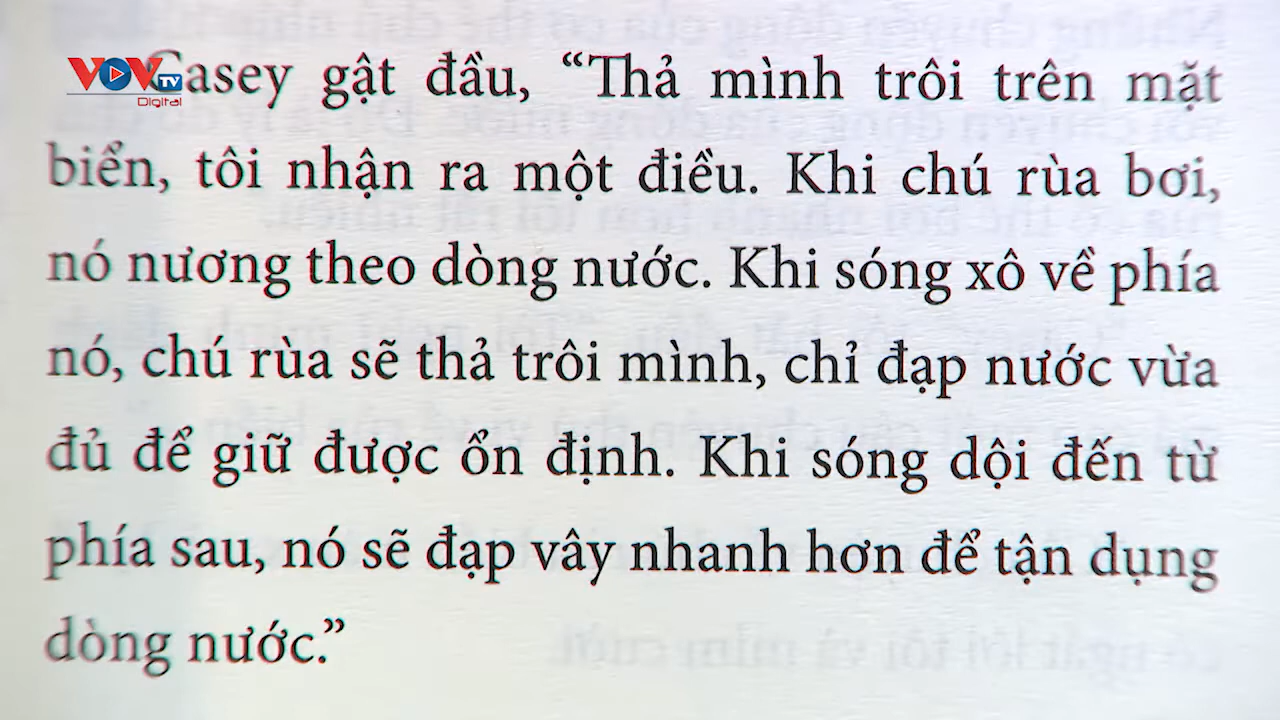 VOVTV
Digital
Casey gật đầu, “Thả mình trôi trên mặt
biển, tôi nhận ra một điều. Khi chú rùa bơi,
nó nương theo dòng nước. Khi sóng xô về phía
nó, chú rùa sẽ thả trôi mình, chỉ đạp nước vừa
đủ để giữ được ổn định. Khi sóng dội đến từ
phía sau, nó sẽ đạp vây nhanh hơn để tận dụng
dòng nước.”